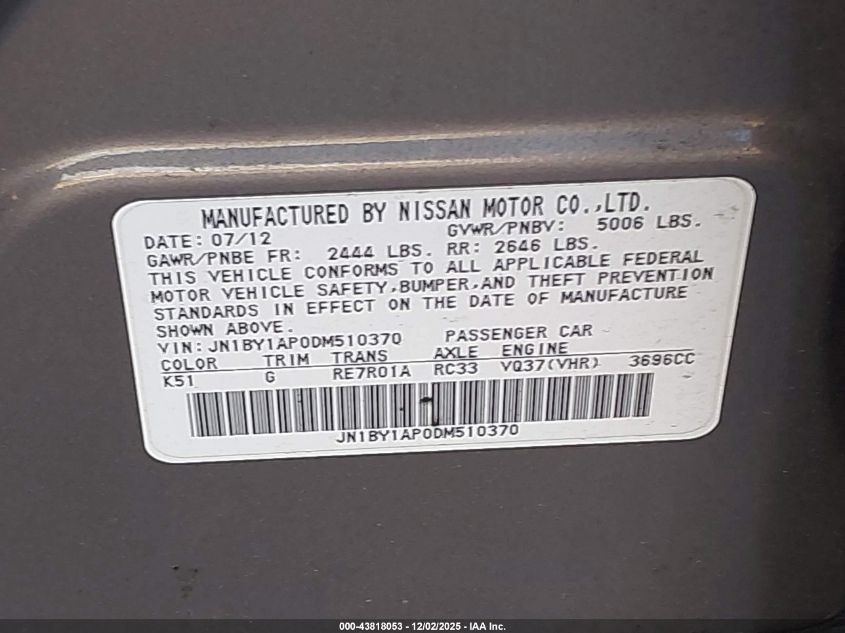 MANUFACTURED BY NISSAN MOTOR CO.,LTD.
DATE: 07/12 GVWR/PNBV: 5006 LBS.
GAWR/PNBE FR: 2444 LBS. RR: 2646 LBS.
THIS VEHICLE CONFORMS TO ALL APPLICABLE FEDERAL
MOTOR VEHICLE SAFETY,BUMPER,AND THEFT PREVENTION
STANDARDS IN EFFECT ON THE DATE OF MANUFACTURE
SHOWN ABOVE.
VIN: JN1BY1AP0DM510370 PASSENGER CAR
COLOR TRIM TRANS AXLE ENGINE
K51 G RE7R01A RC33 VQ37(VHR) 3696CC
JN1BY1AP0DM510370
000-43818053 - 12/02/2025 - IAA Inc.